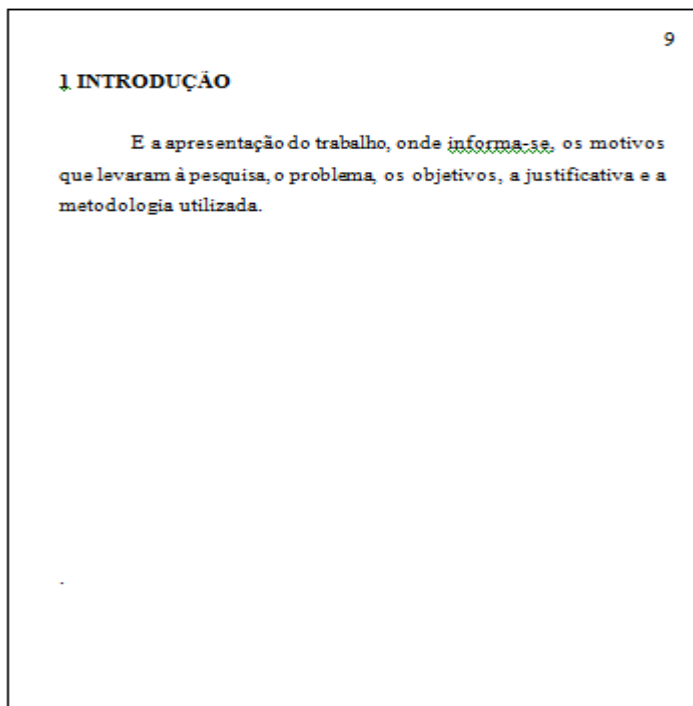 9
1 INTRODUÇÃO
E a apresentação do trabalho, onde informa-se, os motivos
que levaram à pesquisa, o problema, os objetivos, a justificativa e a
metodologia utilizada.
.